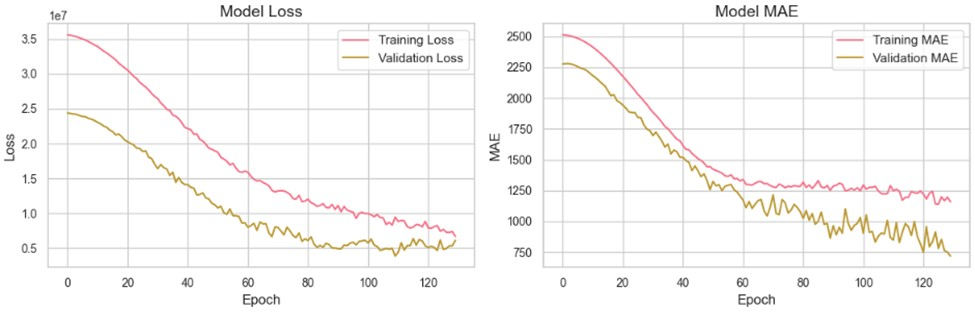 Model Loss
1e7
3.5
3.0
2.5
2.0
1.5
1.0
0.5
Loss
Training Loss
Validation Loss
0 20 40 60 80 100 120
Epoch
Model MAE
2500
2250
2000
1750
1500
1250
1000
750
MAE
Training MAE
Validation MAE
0 20 40 60 80 100 120
Epoch